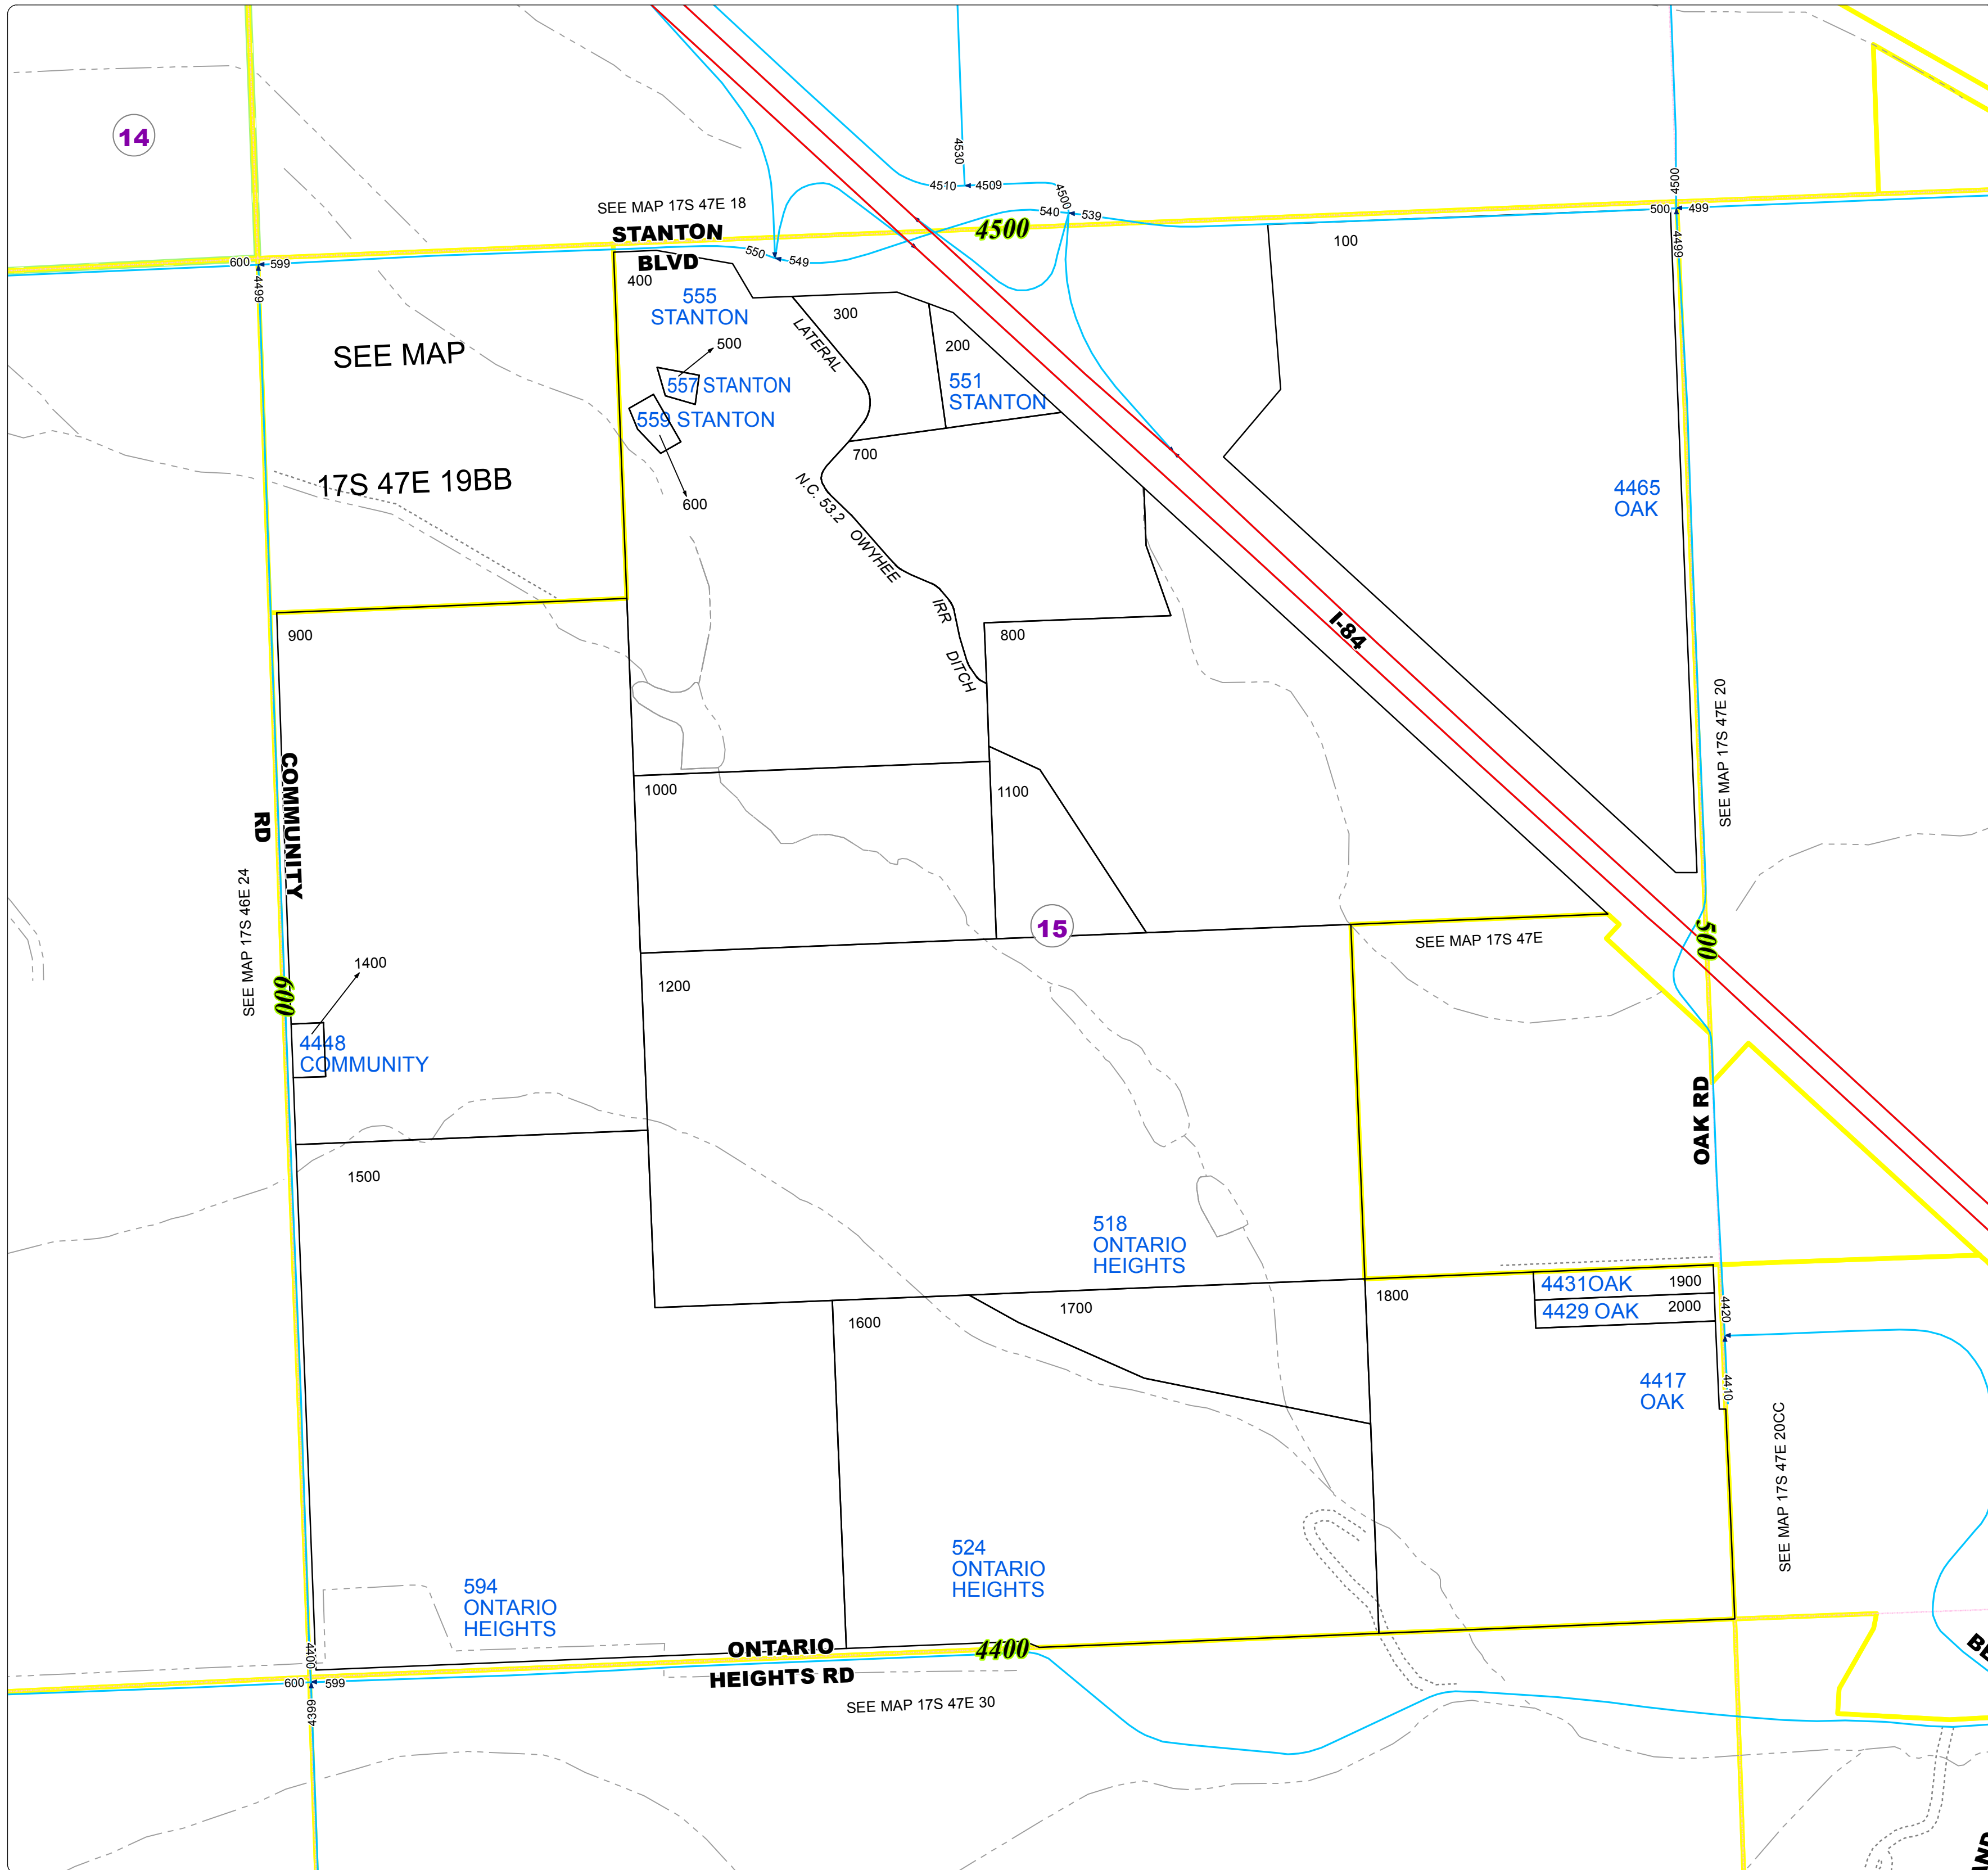 14
SEE MAP 17S 47E 18
STANTON
BLVD
4530
4510
4509
4500
540
539
4500
550
549
600
599
4499
4500
500
499
4499
100
400
555
STANTON
300
LATERAL
500
200
557 STANTON
551
STANTON
559 STANTON
SEE MAP
17S 47E 19BB
700
600
N.C. 53.2
OWYHEE
IRR
DITCH
4465
OAK
I-84
800
900
SEE MAP 17S 47E 20
COMMUNITY
RD
1000
1100
SEE MAP 17S 46E 24
15
SEE MAP 17S 47E
500
1400
600
1200
4448
COMMUNITY
OAK RD
1500
518
ONTARIO
HEIGHTS
4431OAK
1900
4429 OAK
2000
1800
1700
1600
4420
4410
4417
OAK
SEE MAP 17S 47E 20CC
524
ONTARIO
HEIGHTS
594
ONTARIO
HEIGHTS
4400
ONTARIO
HEIGHTS RD
4400
600
599
4399
SEE MAP 17S 47E 30